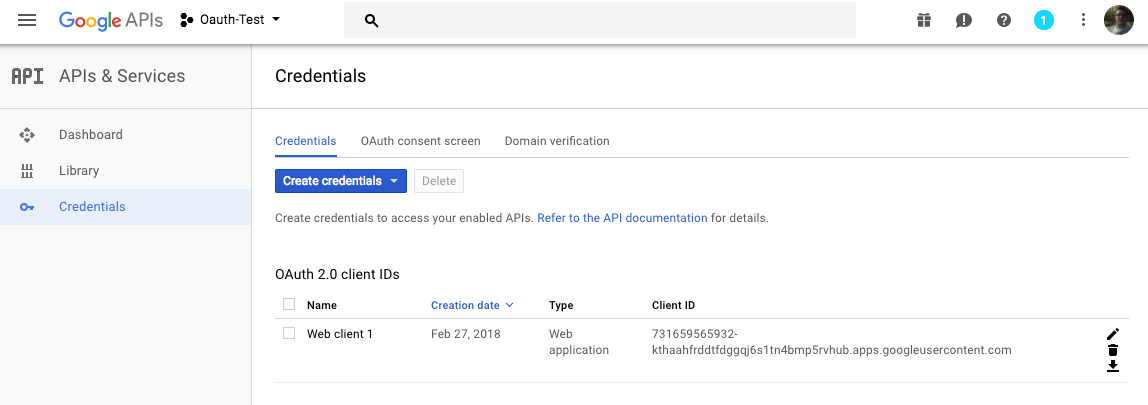 Google APIs Oauth-Test 1
API APIs & Services Credentials
Dashboard
Library
Credentials
Credentials OAuth consent screen Domain verification
Create credentials Delete
Create credentials to access your enabled APIs. Refer to the API documentation for details.
OAuth 2.0 client IDs
Name Creation date Type Client ID
Web client 1 Feb 27, 2018 Web application 731659565932-
kthaahfrddtfdggqj6s1tn4bmp5rvhub.apps.googleusercontent.com